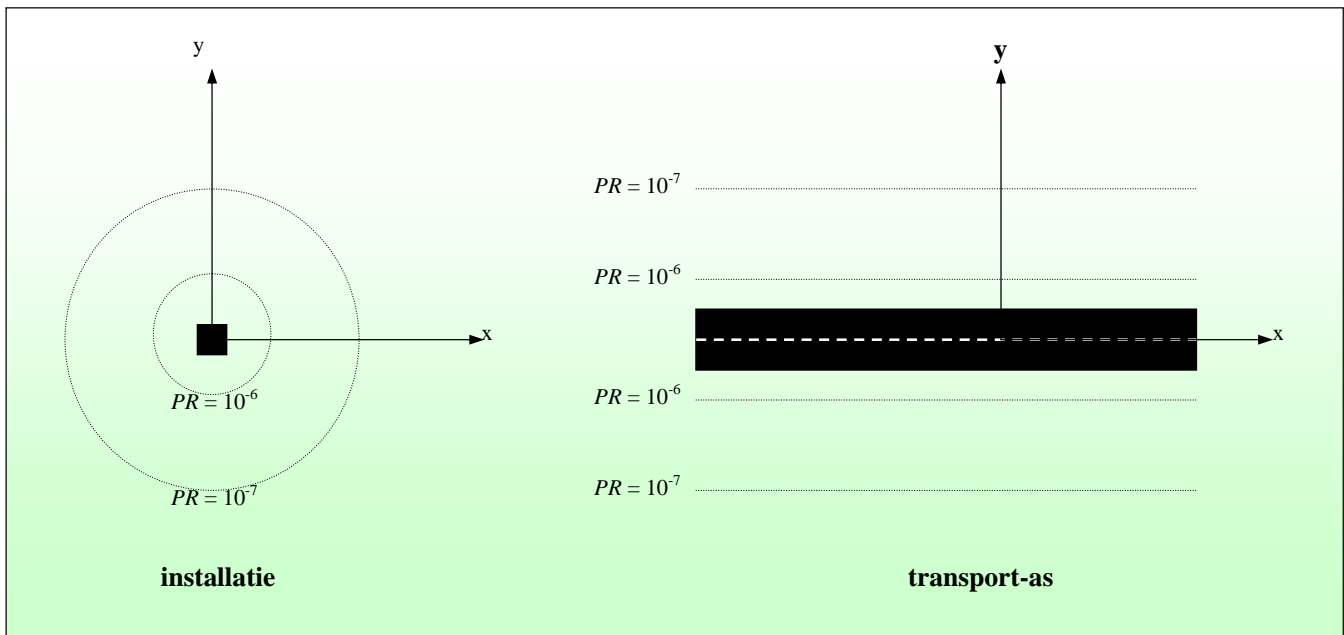 y
x
PR = 10⁻⁶
PR = 10⁻⁷
installatie
y
PR = 10⁻⁷
PR = 10⁻⁶
x
PR = 10⁻⁶
PR = 10⁻⁷
transport-as